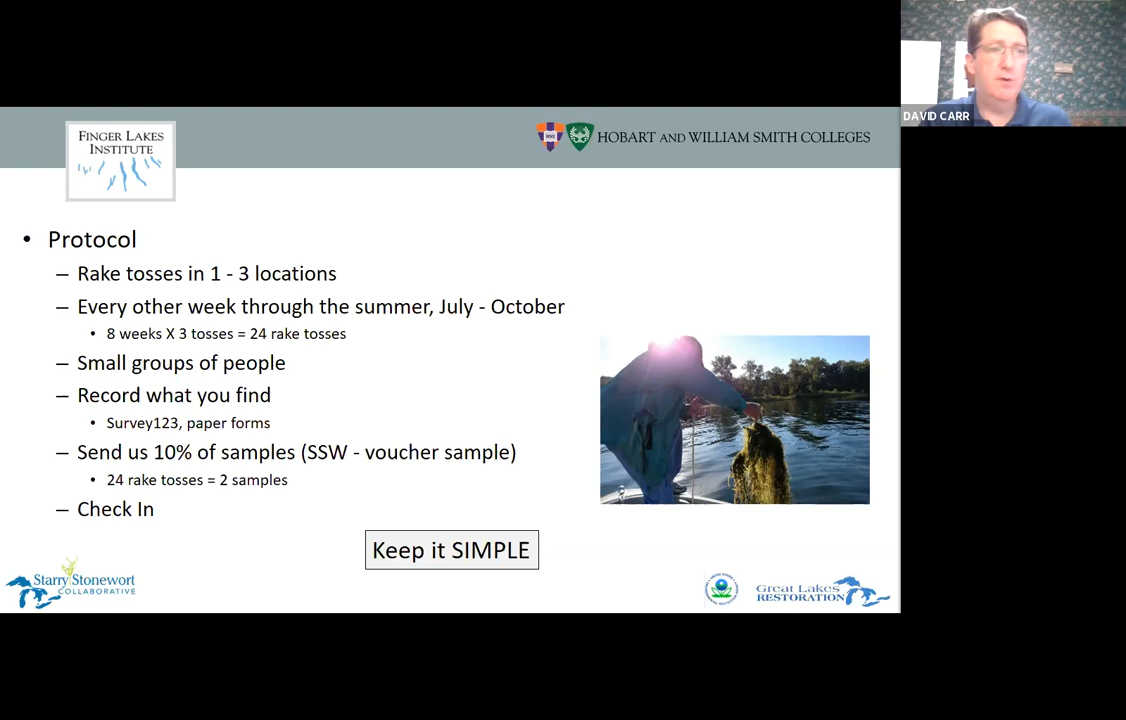 DAVID CARR
FINGER LAKES
INSTITUTE
HOBART AND WILLIAM SMITH COLLEGES
• Protocol
– Rake tosses in 1 - 3 locations
– Every other week through the summer, July - October
• 8 weeks X 3 tosses = 24 rake tosses
– Small groups of people
– Record what you find
• Survey123, paper forms
– Send us 10% of samples (SSW - voucher sample)
• 24 rake tosses = 2 samples
– Check In
Keep it SIMPLE
Starry Stonewort
COLLABORATIVE
Great Lakes
RESTORATION